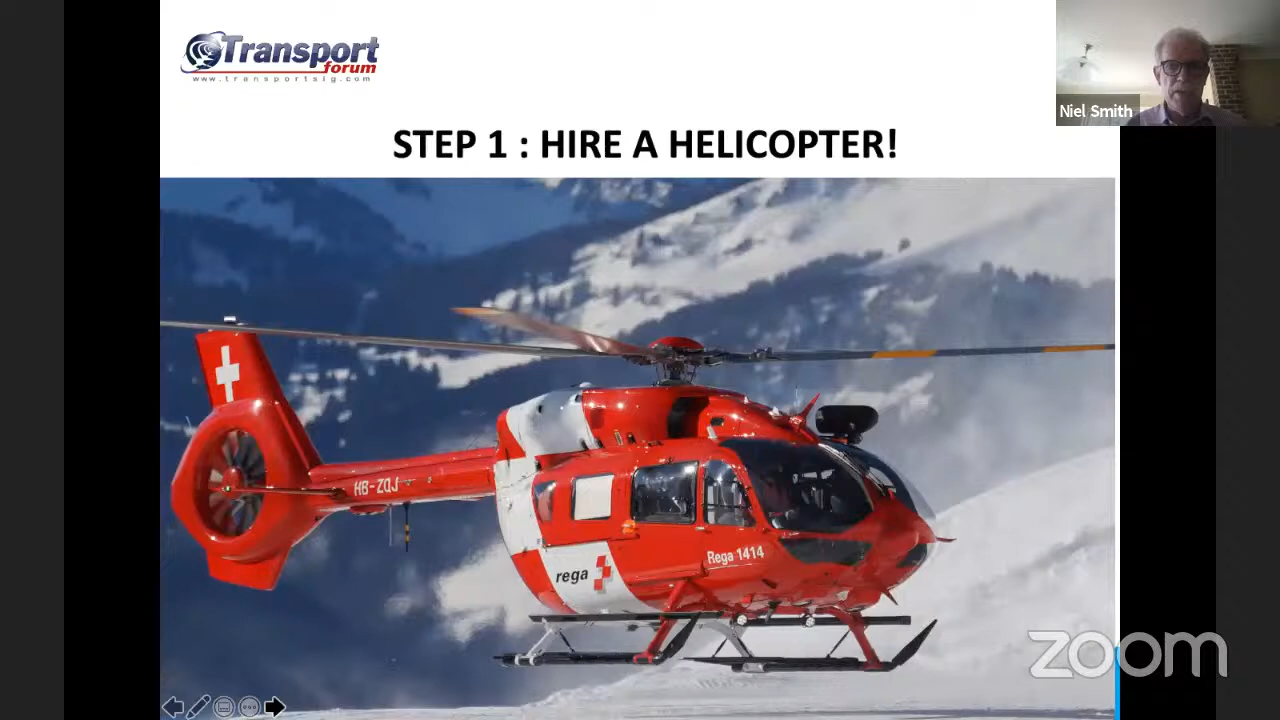 Transport
forum
www.transportsig.com
Niel Smith
STEP 1 : HIRE A HELICOPTER!
HB-ZQJ
Rega 1414
rega
zoom